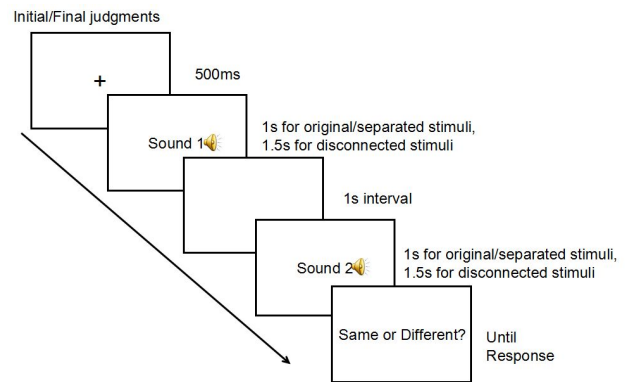 Initial/Final judgments
+
500ms
Sound 1
1s for original/separated stimuli,
1.5s for disconnected stimuli
1s interval
Sound 2
1s for original/separated stimuli,
1.5s for disconnected stimuli
Same or Different?
Until
Response